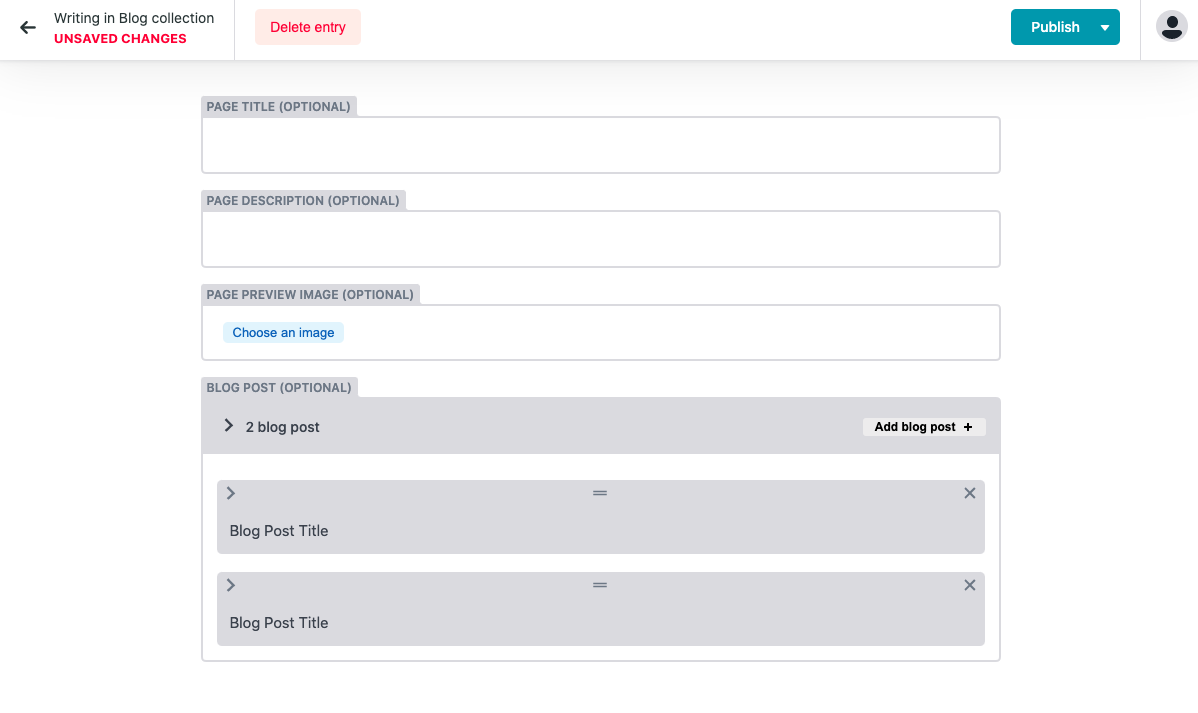 Writing in Blog collection
UNSAVED CHANGES
Delete entry
Publish
PAGE TITLE (OPTIONAL)
PAGE DESCRIPTION (OPTIONAL)
PAGE PREVIEW IMAGE (OPTIONAL)
Choose an image
BLOG POST (OPTIONAL)
2 blog post
Add blog post +
Blog Post Title
Blog Post Title